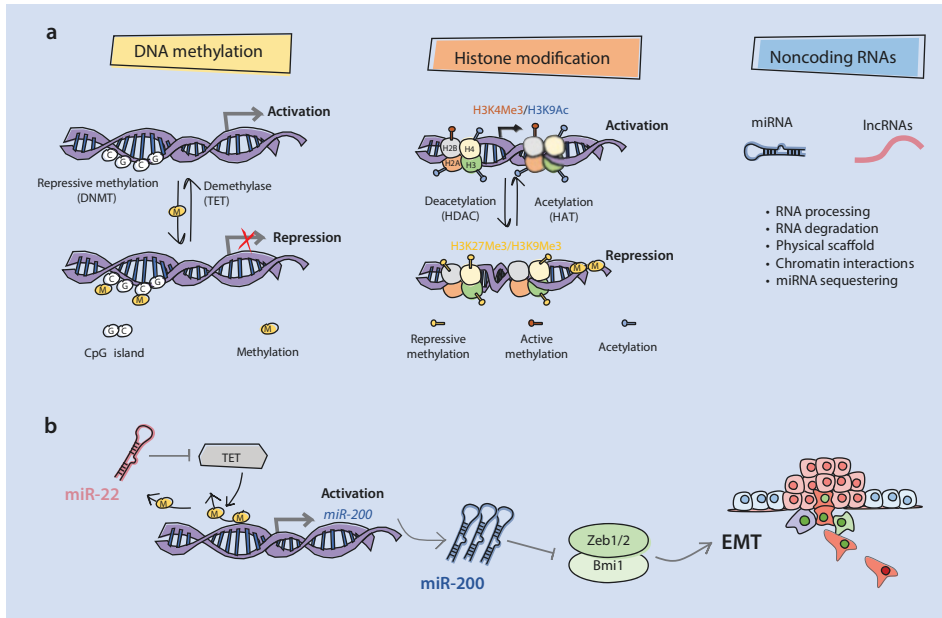 a
DNA methylation
Histone modification
Noncoding RNAs
Activation
C
G
C
G
Repressive methylation
(DNMT)
Demethylase
(TET)
M
Repression
C
G
C
G
M
M
G
C
CpG island
M
Methylation
H3K4Me3/H3K9Ac
Activation
H2B
H4
H2A
H3
Deacetylation
(HDAC)
Acetylation
(HAT)
H3K27Me3/H3K9Me3
Repression
M
M
Repressive
methylation
Active
methylation
Acetylation
miRNA
lncRNAs
• RNA processing
• RNA degradation
• Physical scaffold
• Chromatin interactions
• miRNA sequestering
b
miR-22
TET
M
M
M
Activation
miR-200
miR-200
Zeb1/2
Bmi1
EMT